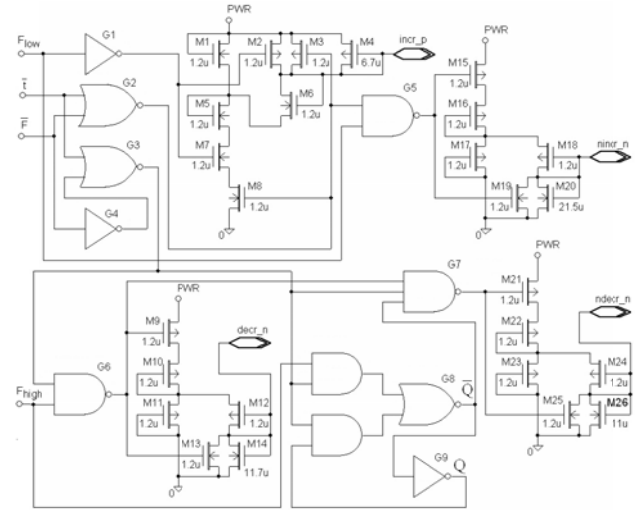 PWR
F_low
G1
M1
1.2u
M2
1.2u
M3
1.2u
M4
6.7u
incr_p
PWR
t̅
G2
M5
1.2u
M6
1.2u
G5
M15
1.2u
M16
1.2u
F̅
G3
M7
1.2u
M17
1.2u
M18
1.2u
nincr_n
G4
M8
1.2u
M19
1.2u
M20
21.5u
0
0
PWR
G7
PWR
M21
1.2u
M9
1.2u
decr_n
M22
1.2u
ndecr_n
G6
M10
1.2u
M23
1.2u
M24
1.2u
F_high
M11
1.2u
M12
1.2u
G8
Q̅
M25
1.2u
M26
11u
M13
1.2u
M14
11.7u
G9
Q
0
0